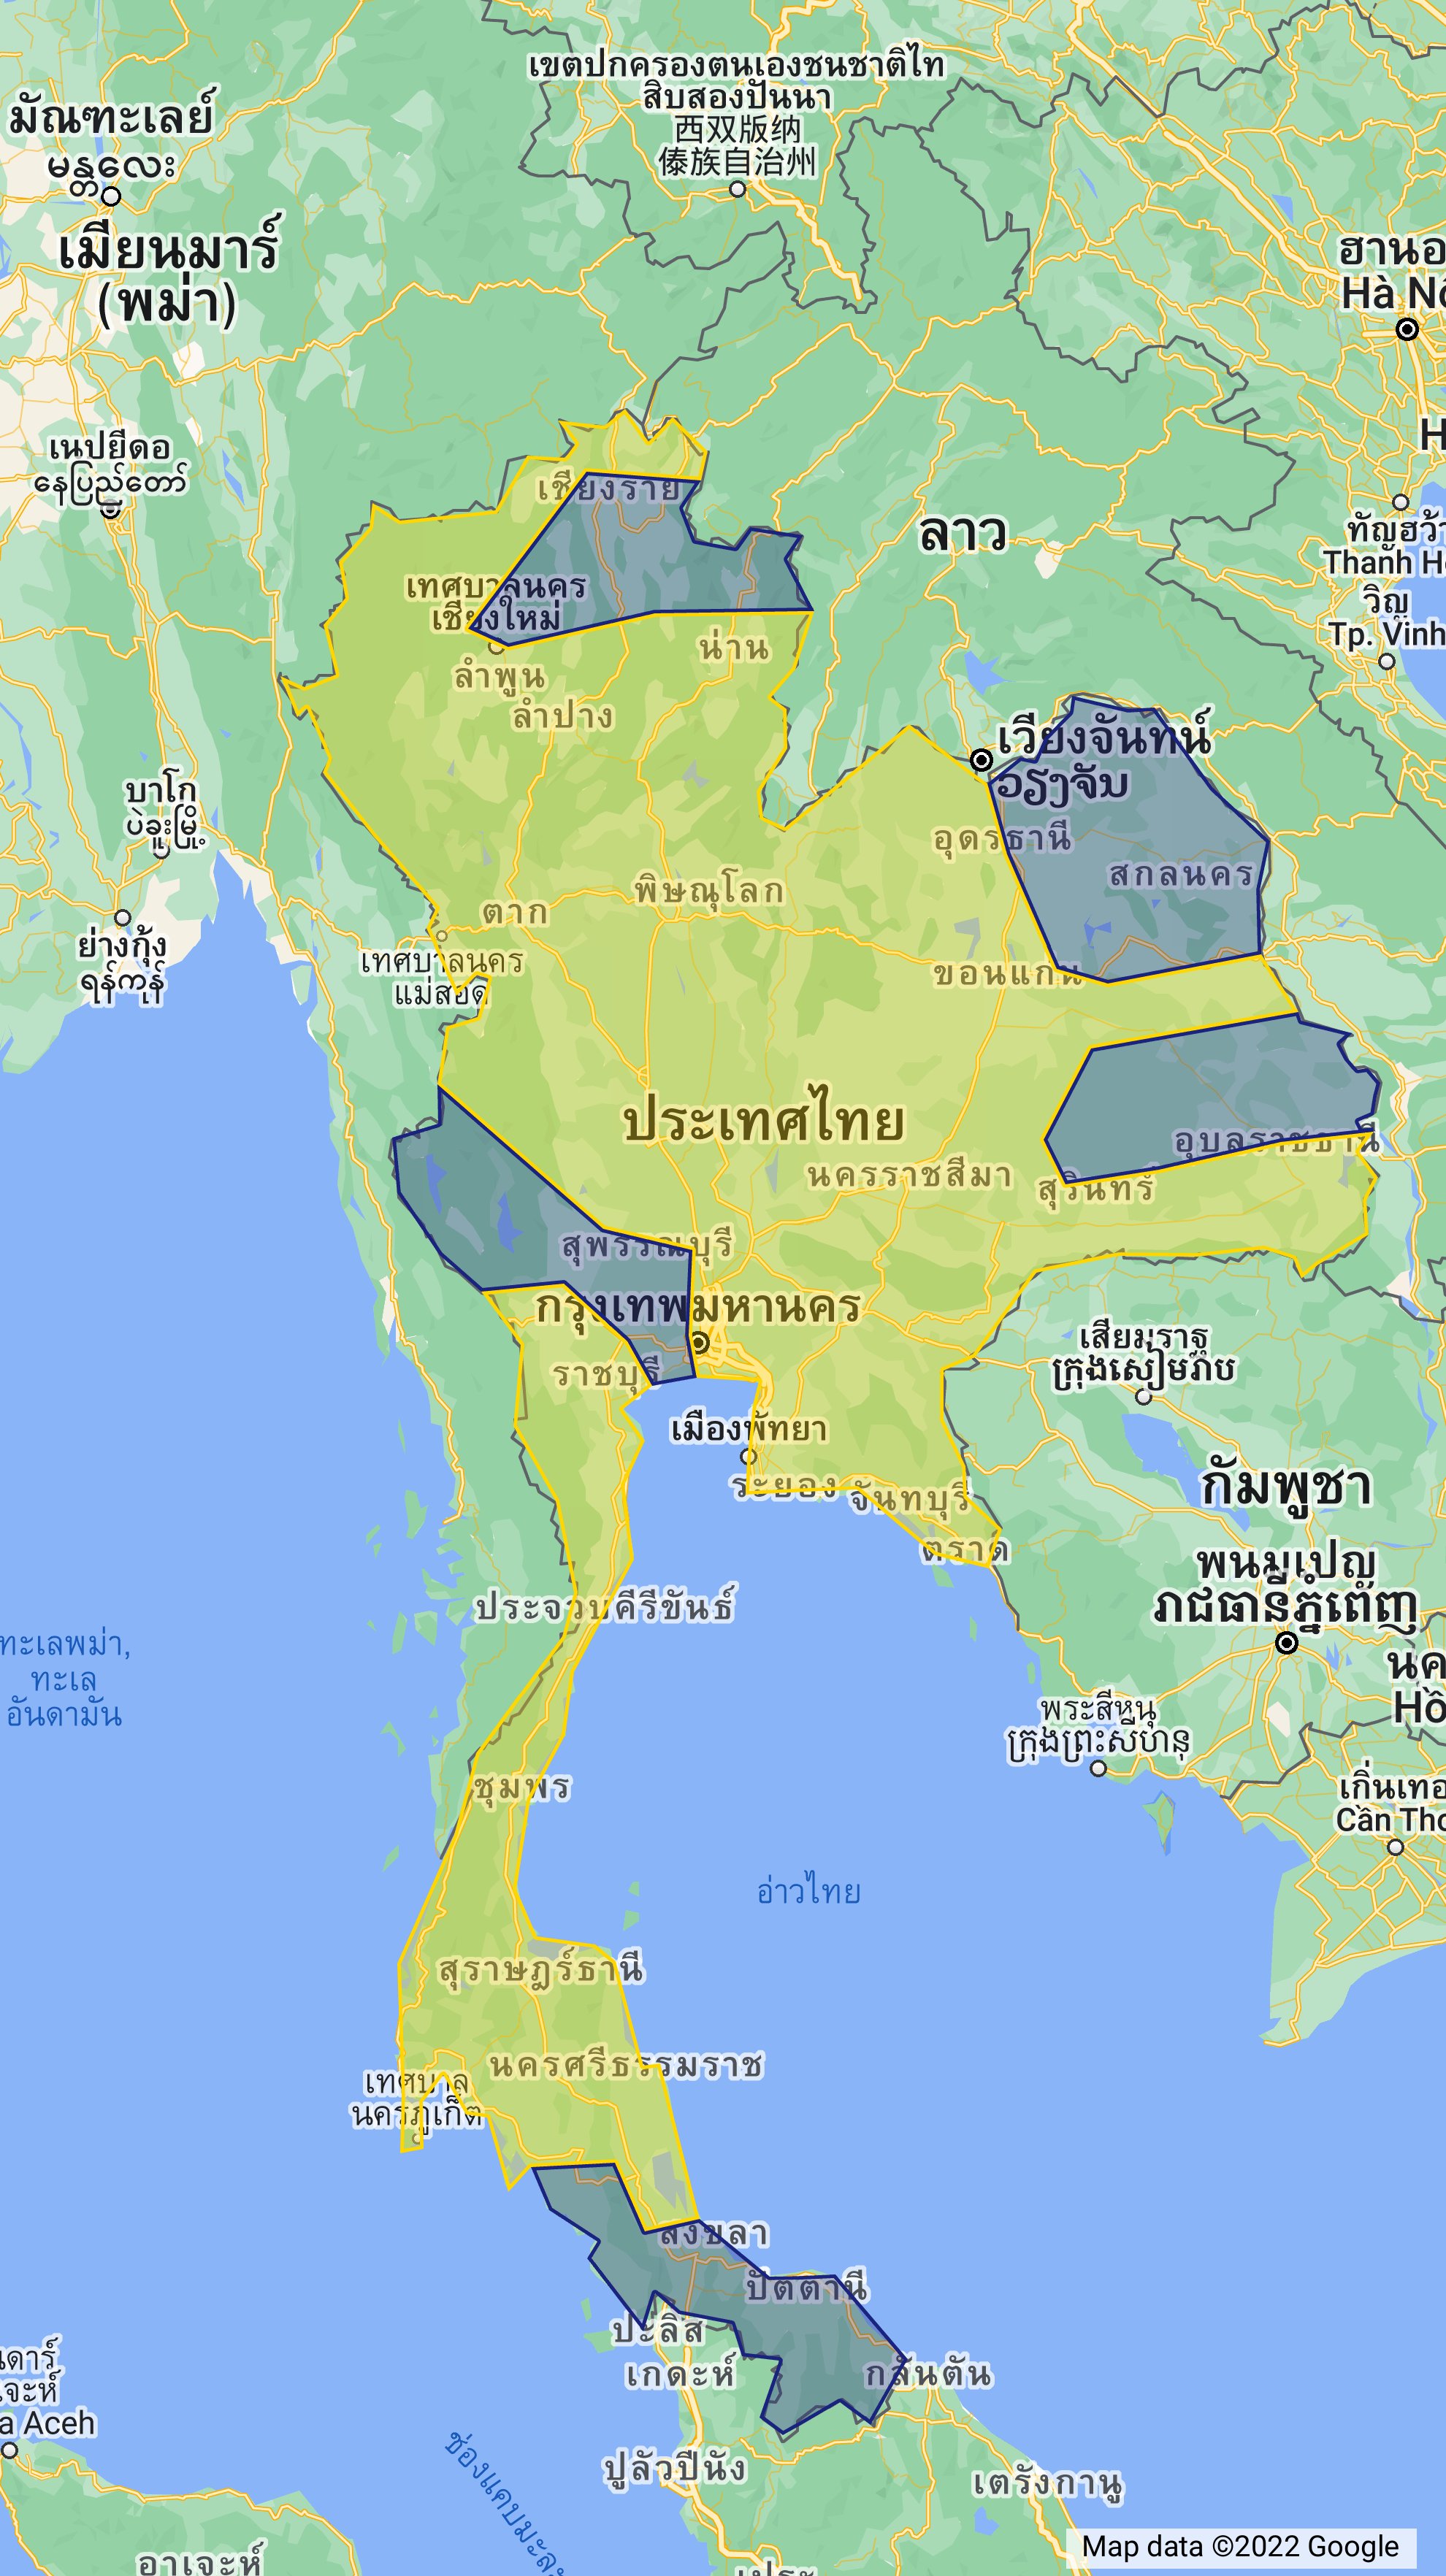 เขตปกครองตนเองชนชาติไท
สิบสองปันนา
西双版纳
傣族自治州
มัณฑะเลย์
မန္တလေး
เมียนมาร์
(พม่า)
ฮานอ
Hà Nộ
เนปยีดอ
နေပြည်တော်
H
เชียงราย
ลาว
ทัญฮว้า
Thanh H
เทศบาลนคร
เชียงใหม่
วิญ
Tp. Vinh
น่าน
ลำพูน
ลำปาง
เวียงจันทน์
ວຽງຈັນ
บาโก
ပဲခူးမြို့
อุดรธานี
สกลนคร
พิษณุโลก
ตาก
ย่างกุ้ง
ရန်ကုန်
เทศบาลนคร
แม่สอด
ขอนแก่น
ประเทศไทย
อุบลราชธานี
นครราชสีมา
สุรินทร์
สุพรรณบุรี
กรุงเทพมหานคร
เสียมราฐ
ក្រុងសៀមរាប
ราชบุรี
เมืองพัทยา
ระยอง
จันทบุรี
กัมพูชา
ตราด
พนมเปญ
រាជធានីភ្នំពេញ
ประจวบคีรีขันธ์
ทะเลพม่า,
ทะเล
อันดามัน
นค
Hồ
พระสีหนุ
ក្រុងព្រះសីហនុ
ชุมพร
เกิ่นเทอ
Cần Thơ
อ่าวไทย
สุราษฎร์ธานี
นครศรีธรรมราช
เทศบาล
นครภูเก็ต
สงขลา
ปัตตานี
ปะลิส
เกดะห์
กลันตัน
ันดาร์
เจะห์
a Aceh
ช่องแคบมะละ
ปูลัวปีนัง
เตรังกานู
อาเจะห์
เประ
Map data ©2022 Google